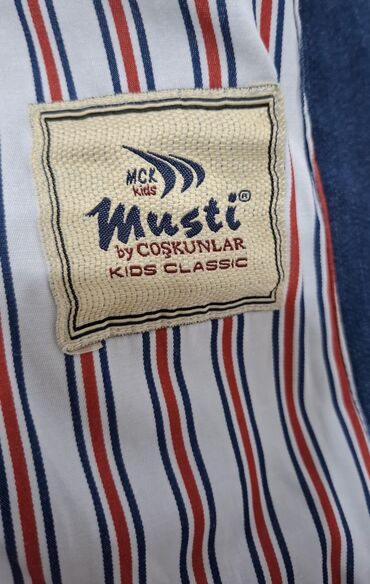 MCK
kids
Musti®
by COŞKUNLAR
KIDS CLASSIC